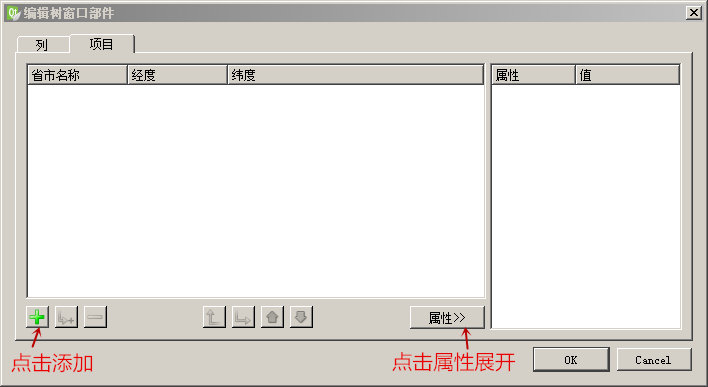 Qt 编辑树窗口部件
列 项目
省市名称 经度 纬度 属性 值
属性>>
点击添加 点击属性展开
OK Cancel